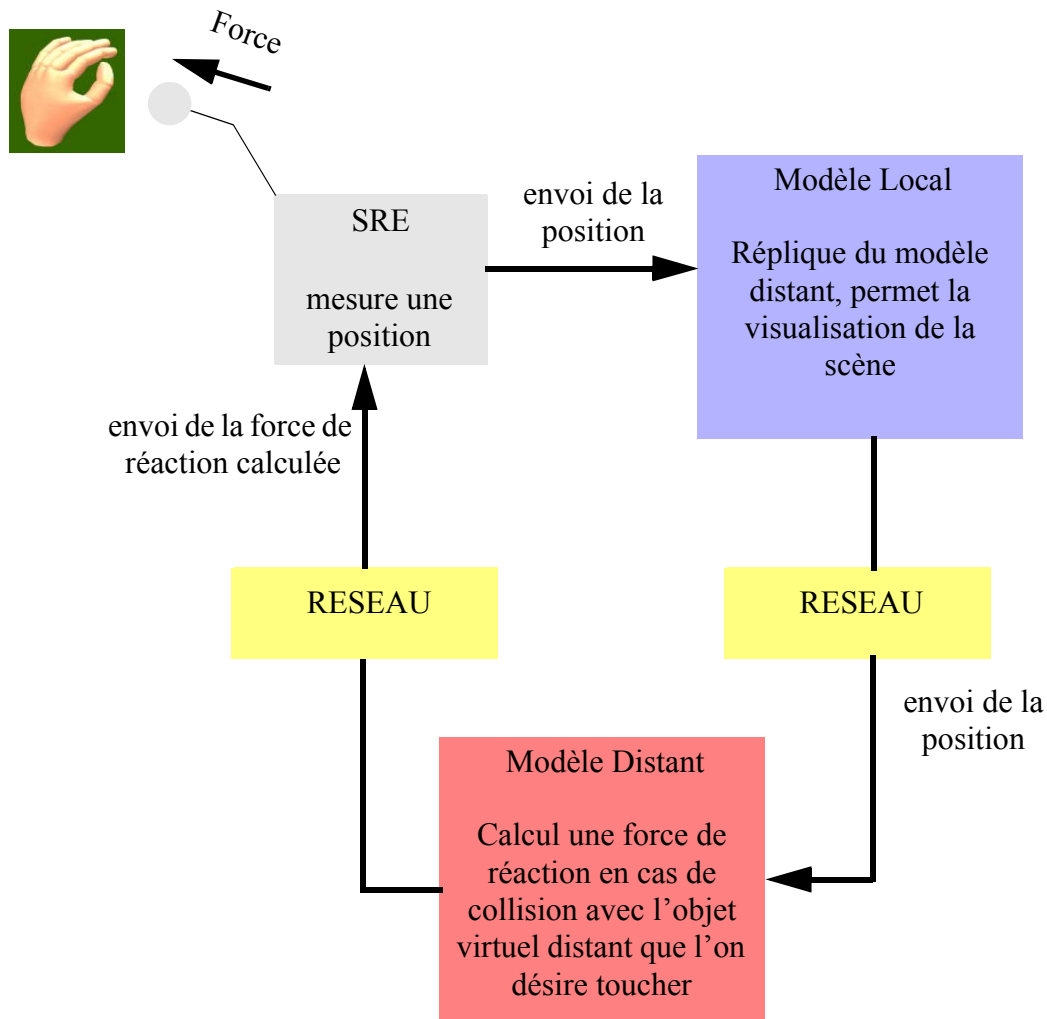 Force
SRE
mesure une
position
envoi de la
position
Modèle Local
Réplique du modèle
distant, permet la
visualisation de la
scène
envoi de la force de
réaction calculée
RESEAU
RESEAU
envoi de la
position
Modèle Distant
Calcul une force de
réaction en cas de
collision avec l’objet
virtuel distant que l’on
désire toucher